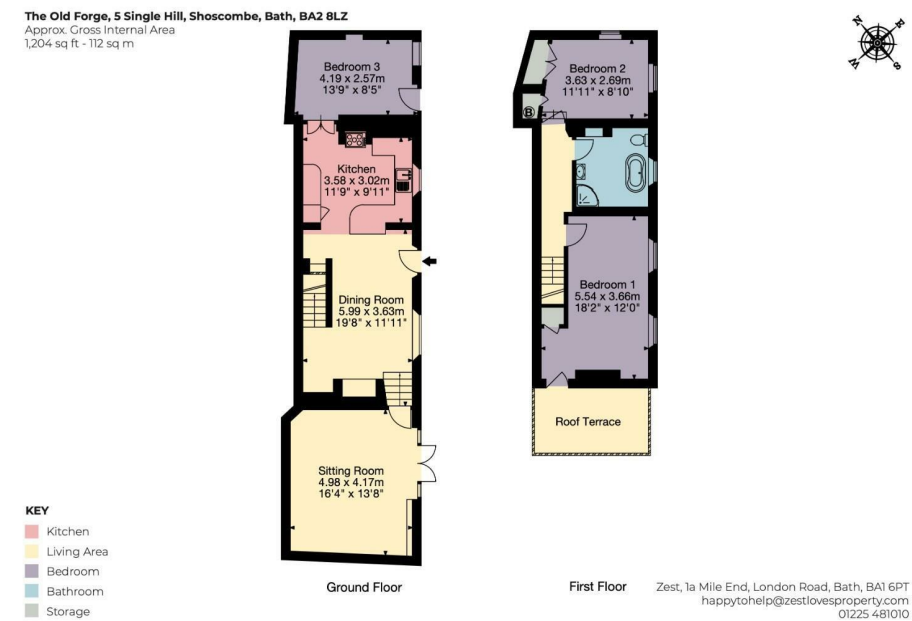 The Old Forge, 5 Single Hill, Shoscombe, Bath, BA2 8LZ
Approx. Gross Internal Area
1,204 sq ft - 112 sq m
N
E
S
W
Bedroom 3
4.19 x 2.57m
13'9" x 8'5"
Kitchen
3.58 x 3.02m
11'9" x 9'11"
Dining Room
5.99 x 3.63m
19'8" x 11'11"
Sitting Room
4.98 x 4.17m
16'4" x 13'8"
Ground Floor
Bedroom 2
3.63 x 2.69m
11'11" x 8'10"
B
Bedroom 1
5.54 x 3.66m
18'2" x 12'0"
Roof Terrace
First Floor
KEY
Kitchen
Living Area
Bedroom
Bathroom
Storage
Zest, 1a Mile End, London Road, Bath, BA1 6PT
happytohelp@zestlovesproperty.com
01225 481010